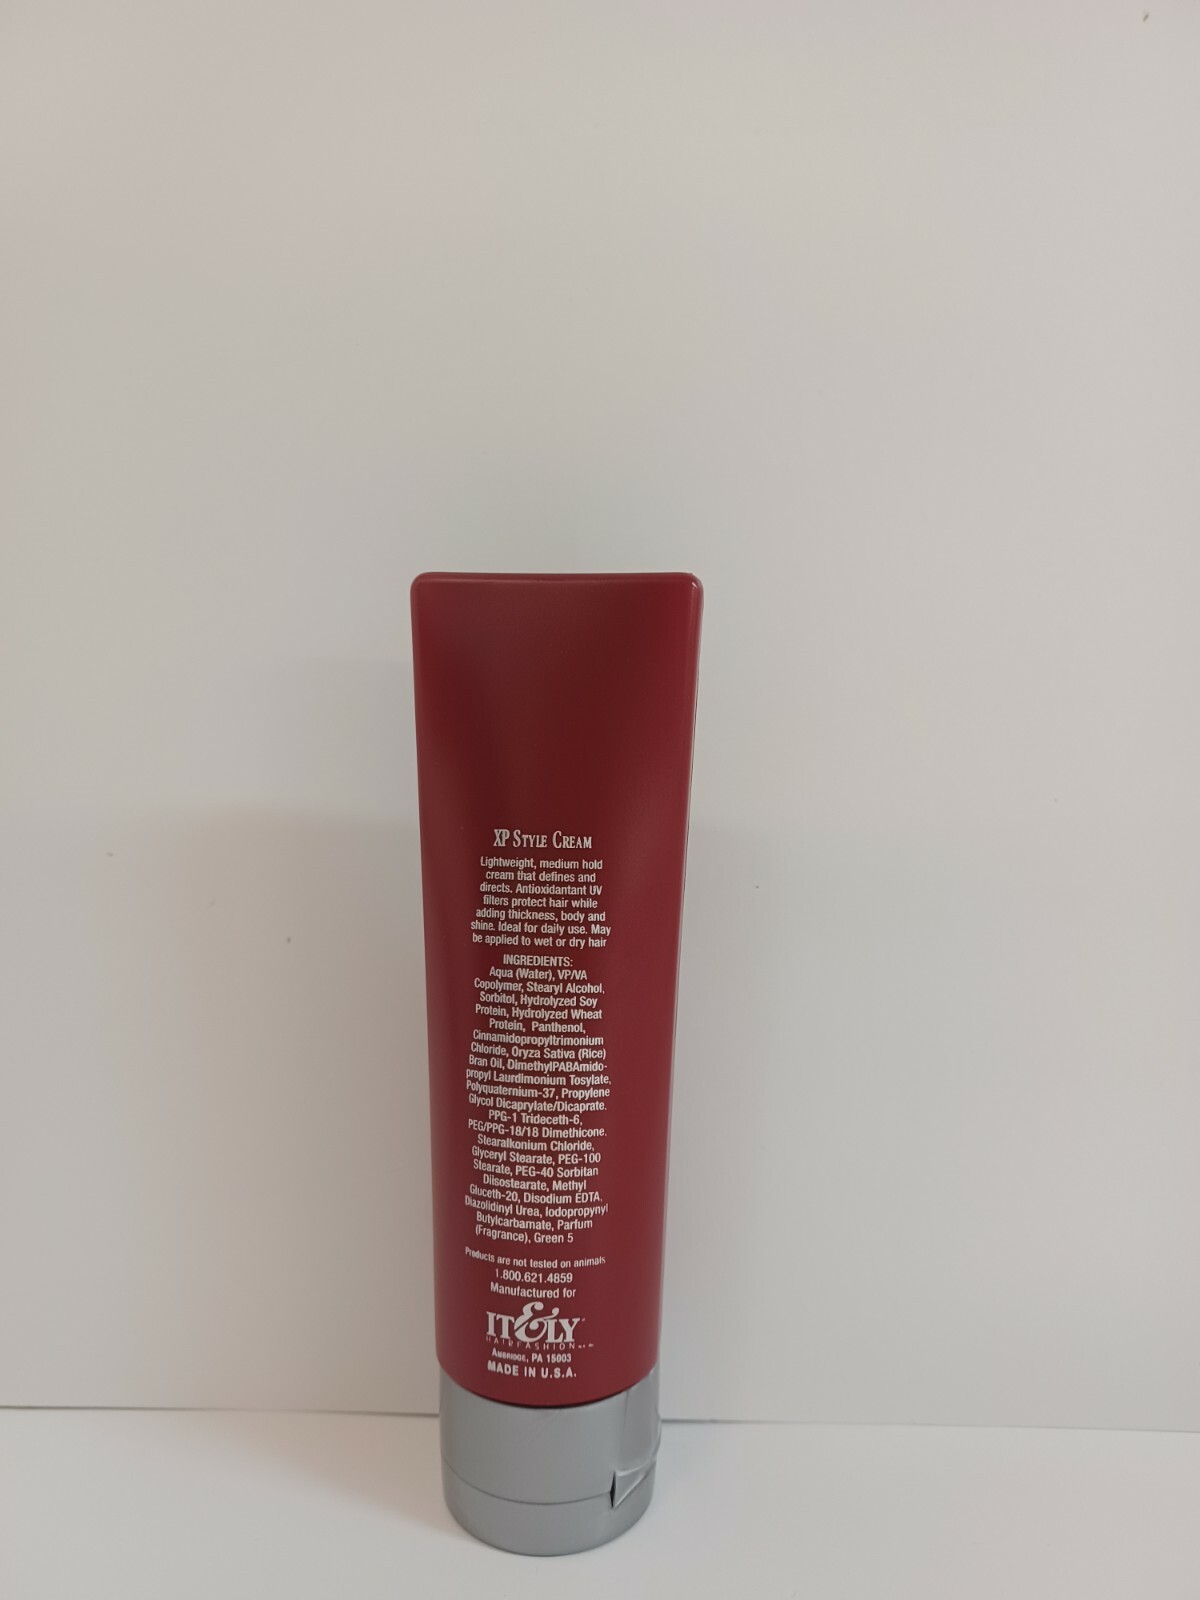 XP STYLE CREAM
Lightweight, medium hold
cream that defines and
directs. Antioxidantant UV
filters protect hair while
adding thickness, body and
shine. Ideal for daily use. May
be applied to wet or dry hair
INGREDIENTS:
Aqua (Water), VP/VA
Copolymer, Stearyl Alcohol,
Sorbitol, Hydrolyzed Soy
Protein, Hydrolyzed Wheat
Protein, Panthenol,
Cinnamidopropyltrimonium
Chloride, Oryza Sativa (Rice)
Bran Oil, DimethylPABAmido-
propyl Laurdimonium Tosylate,
Polyquaternium-37, Propylene
Glycol Dicaprylate/Dicaprate.
PPG-1 Trideceth-6,
PEG/PPG-18/18 Dimethicone.
Stearalkonium Chloride,
Glyceryl Stearate, PEG-100
Stearate, PEG-40 Sorbitan
Diisostearate, Methyl
Gluceth-20, Disodium EDTA,
Diazolidinyl Urea, Iodopropynyl
Butylcarbamate, Parfum
(Fragrance), Green 5
Products are not tested on animals
1.800.621.4859
Manufactured for
IT&LY
HAIRFASHION
AMBRIDGE, PA 15003
MADE IN U.S.A.